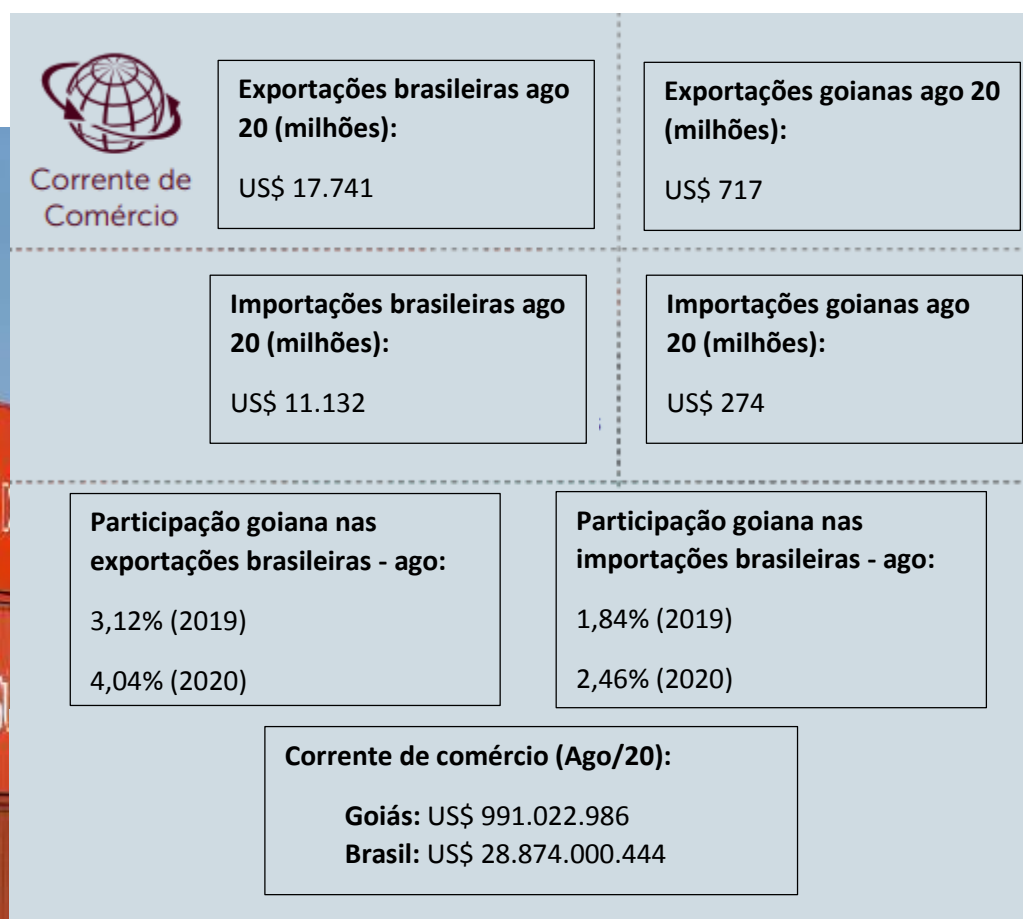 Corrente de
Comércio
Exportações brasileiras ago
20 (milhões):
US$ 17.741
Exportações goianas ago 20
(milhões):
US$ 717
Importações brasileiras ago
20 (milhões):
US$ 11.132
Importações goianas ago
20 (milhões):
US$ 274
Participação goiana nas
exportações brasileiras - ago:
3,12% (2019)
4,04% (2020)
Participação goiana nas
importações brasileiras - ago:
1,84% (2019)
2,46% (2020)
Corrente de comércio (Ago/20):
Goiás: US$ 991.022.986
Brasil: US$ 28.874.000.444